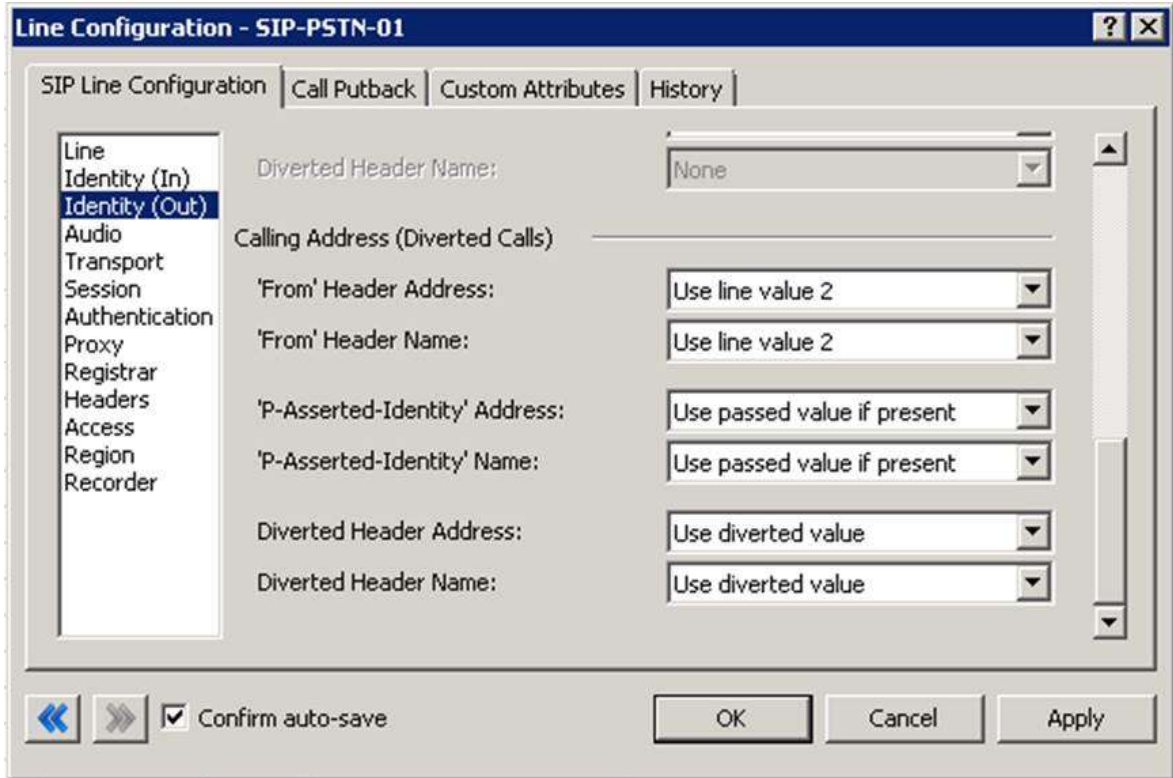 Line Configuration - SIP-PSTN-01
SIP Line Configuration Call Putback Custom Attributes History
Line
Identity (In)
Identity (Out)
Audio
Transport
Session
Authentication
Proxy
Registrar
Headers
Access
Region
Recorder
Diverted Header Name: None
Calling Address (Diverted Calls)
'From' Header Address: Use line value 2
'From' Header Name: Use line value 2
'P-Asserted-Identity' Address: Use passed value if present
'P-Asserted-Identity' Name: Use passed value if present
Diverted Header Address: Use diverted value
Diverted Header Name: Use diverted value
Confirm auto-save OK Cancel Apply